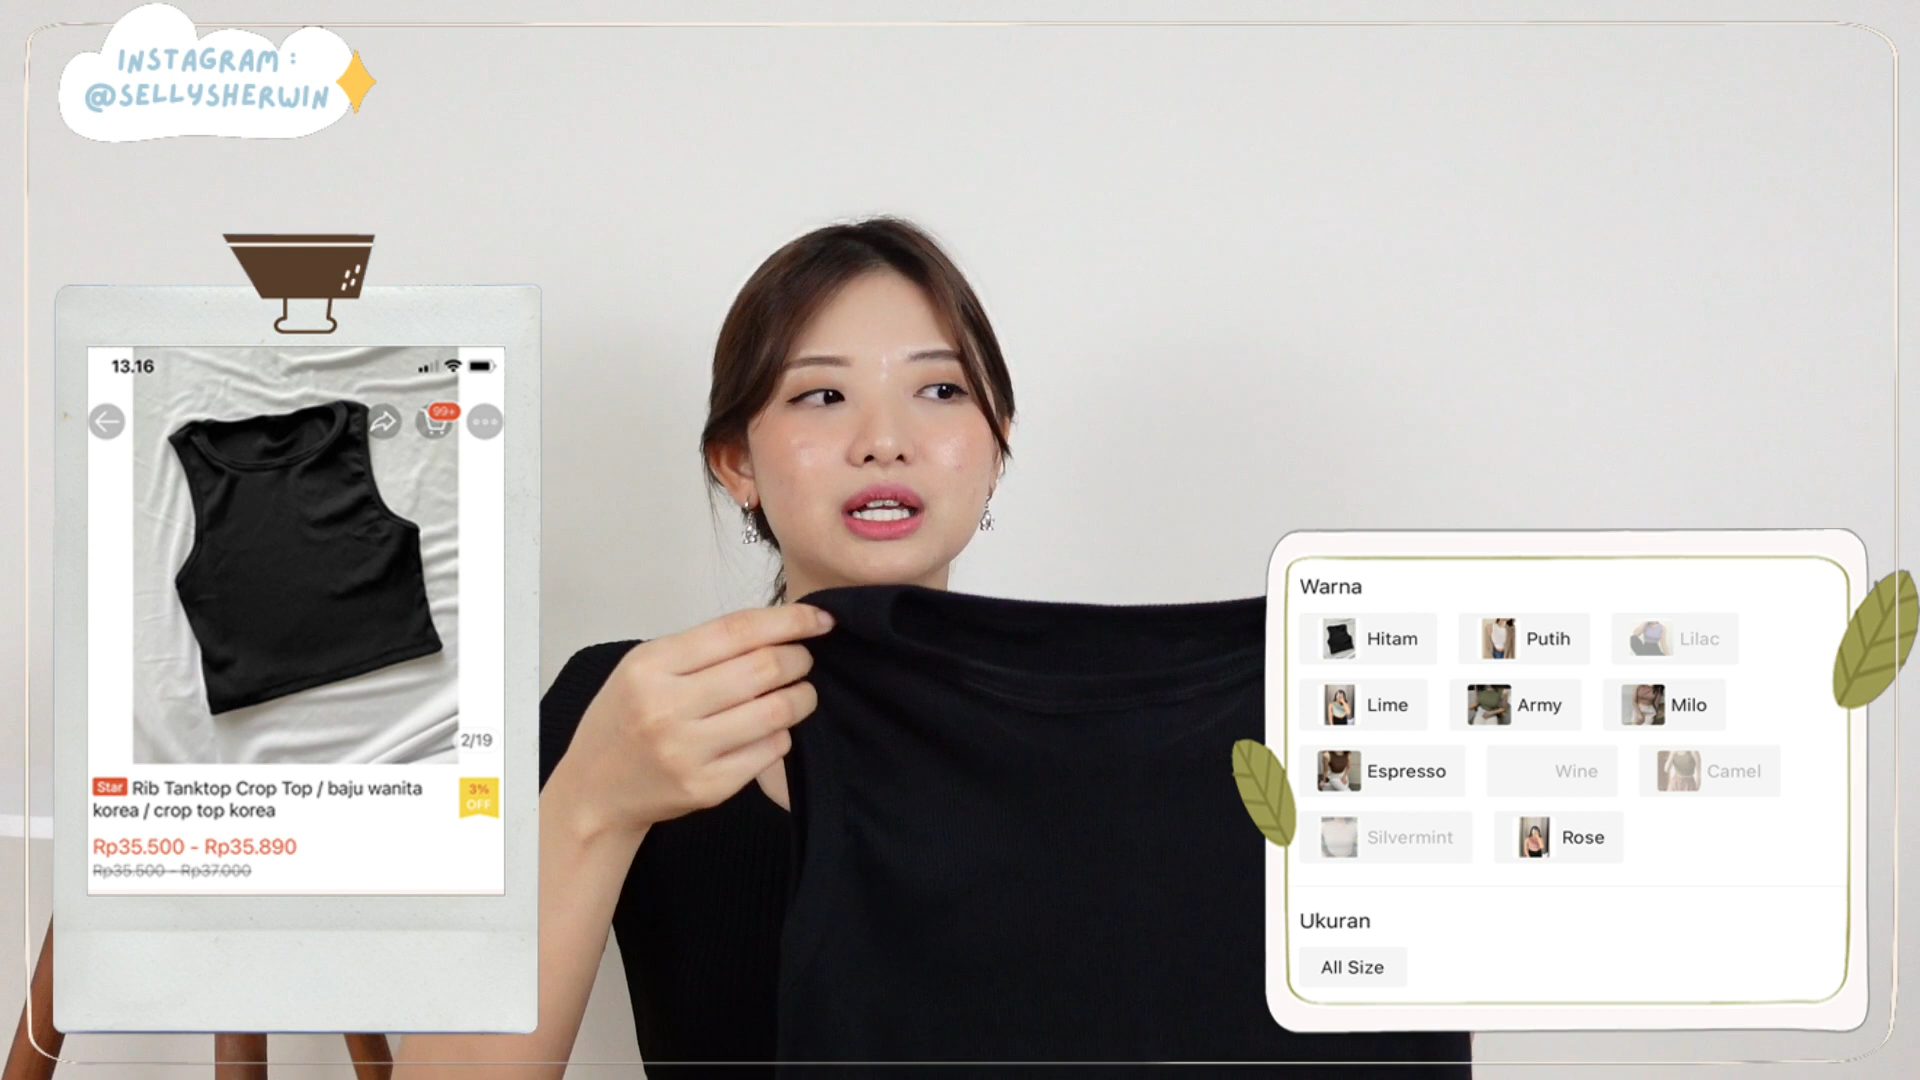 INSTAGRAM :
@SELLYSHERWIN
13.16
99+
2/19
Star Rib Tanktop Crop Top / baju wanita
korea / crop top korea
3%
OFF
Rp35.500 - Rp35.890
Rp35.500 - Rp37.000
Warna
Hitam Putih Lilac
Lime Army Milo
Espresso Wine Camel
Silvermint Rose
Ukuran
All Size